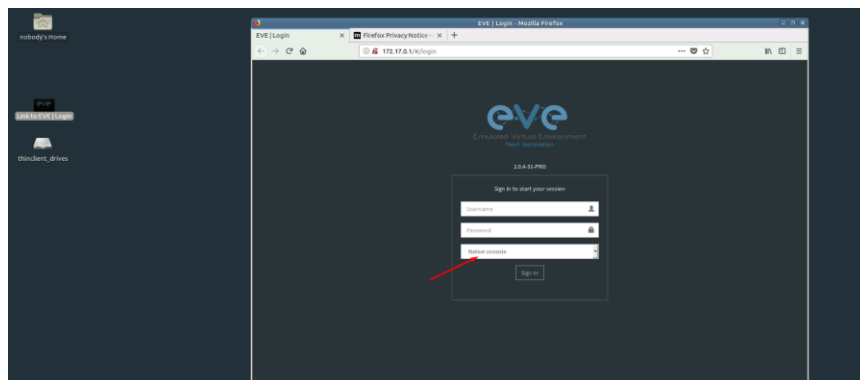 EVE | Login - Mozilla Firefox
nobody's Home
EVE | Login
Firefox Privacy Notice —
172.17.0.1/#/login
Link to EVE | Login
thinclient_drives
eve
Emulated Virtual Environment
Next Generation
2.0.4-31-PRO
Sign in to start your session
Username
Password
Native console
Sign In